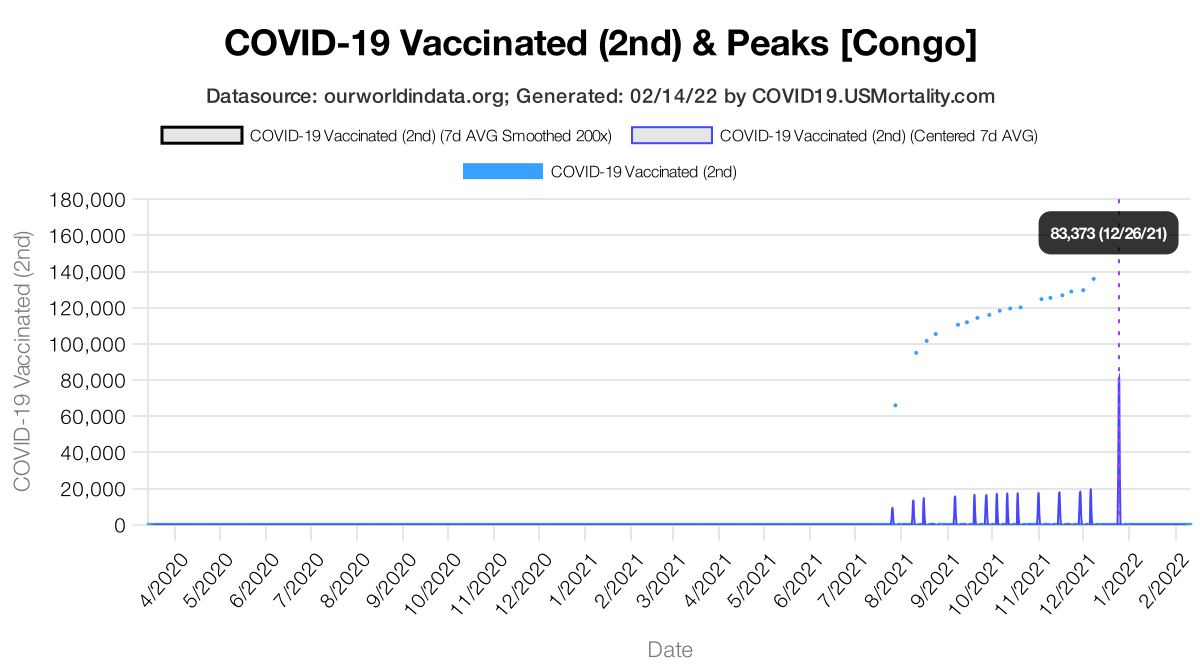 COVID-19 Vaccinated (2nd) & Peaks [Congo]
Datasource: ourworldindata.org; Generated: 02/14/22 by COVID19.USMortality.com
COVID-19 Vaccinated (2nd) (7d AVG Smoothed 200x) COVID-19 Vaccinated (2nd) (Centered 7d AVG)
COVID-19 Vaccinated (2nd)
COVID-19 Vaccinated (2nd)
180,000
160,000
140,000
120,000
100,000
80,000
60,000
40,000
20,000
0
83,373 (12/26/21)
4/2020 5/2020 6/2020 7/2020 8/2020 9/2020 10/2020 11/2020 12/2020 1/2021 2/2021 3/2021 4/2021 5/2021 6/2021 7/2021 8/2021 9/2021 10/2021 11/2021 12/2021 1/2022 2/2022
Date